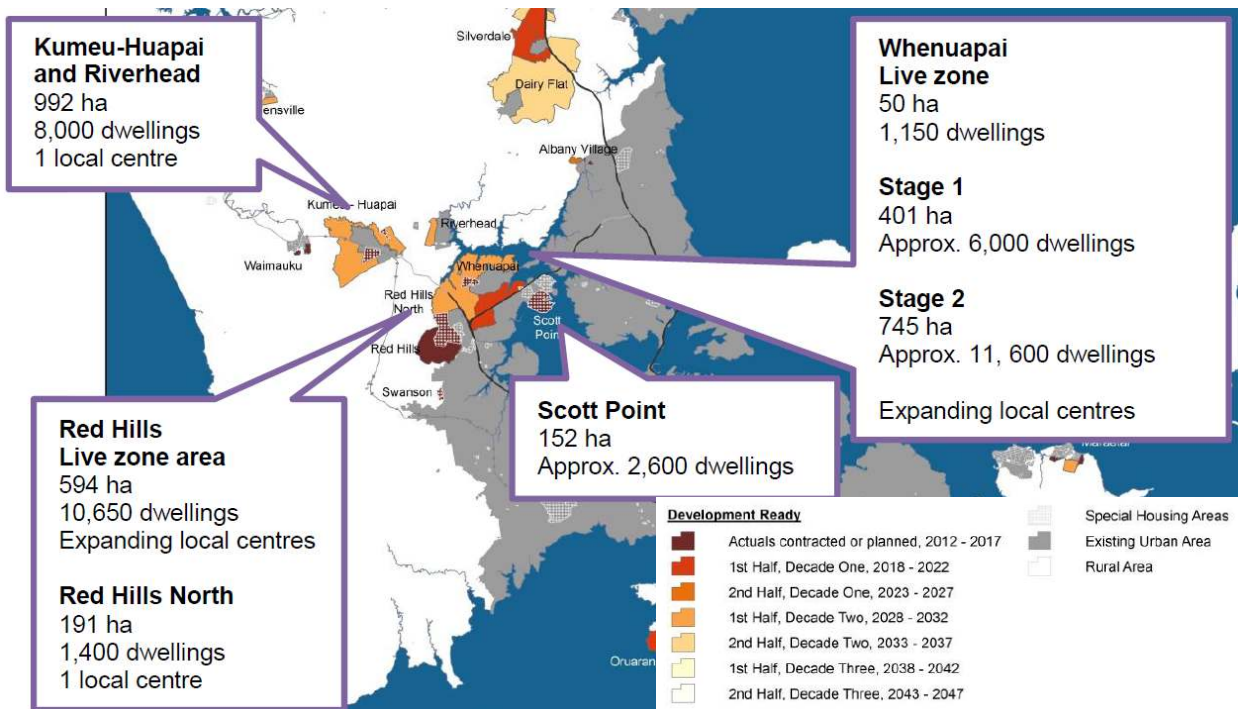 Kumeu-Huapai
and Riverhead
992 ha
8,000 dwellings
1 local centre
Silverdale
Dairy Flat
ensville
Albany Village
Kumeu - Huapai
Riverhead
Waimauku
Whenuapai
Red Hills
North
Scott
Point
Red Hills
Swanson
Whenuapai
Live zone
50 ha
1,150 dwellings
Stage 1
401 ha
Approx. 6,000 dwellings
Stage 2
745 ha
Approx. 11, 600 dwellings
Expanding local centres
Red Hills
Live zone area
594 ha
10,650 dwellings
Expanding local centres
Red Hills North
191 ha
1,400 dwellings
1 local centre
Scott Point
152 ha
Approx. 2,600 dwellings
Oruaran
Development Ready
Actuals contracted or planned, 2012 - 2017
1st Half, Decade One, 2018 - 2022
2nd Half, Decade One, 2023 - 2027
1st Half, Decade Two, 2028 - 2032
2nd Half, Decade Two, 2033 - 2037
1st Half, Decade Three, 2038 - 2042
2nd Half, Decade Three, 2043 - 2047
Special Housing Areas
Existing Urban Area
Rural Area